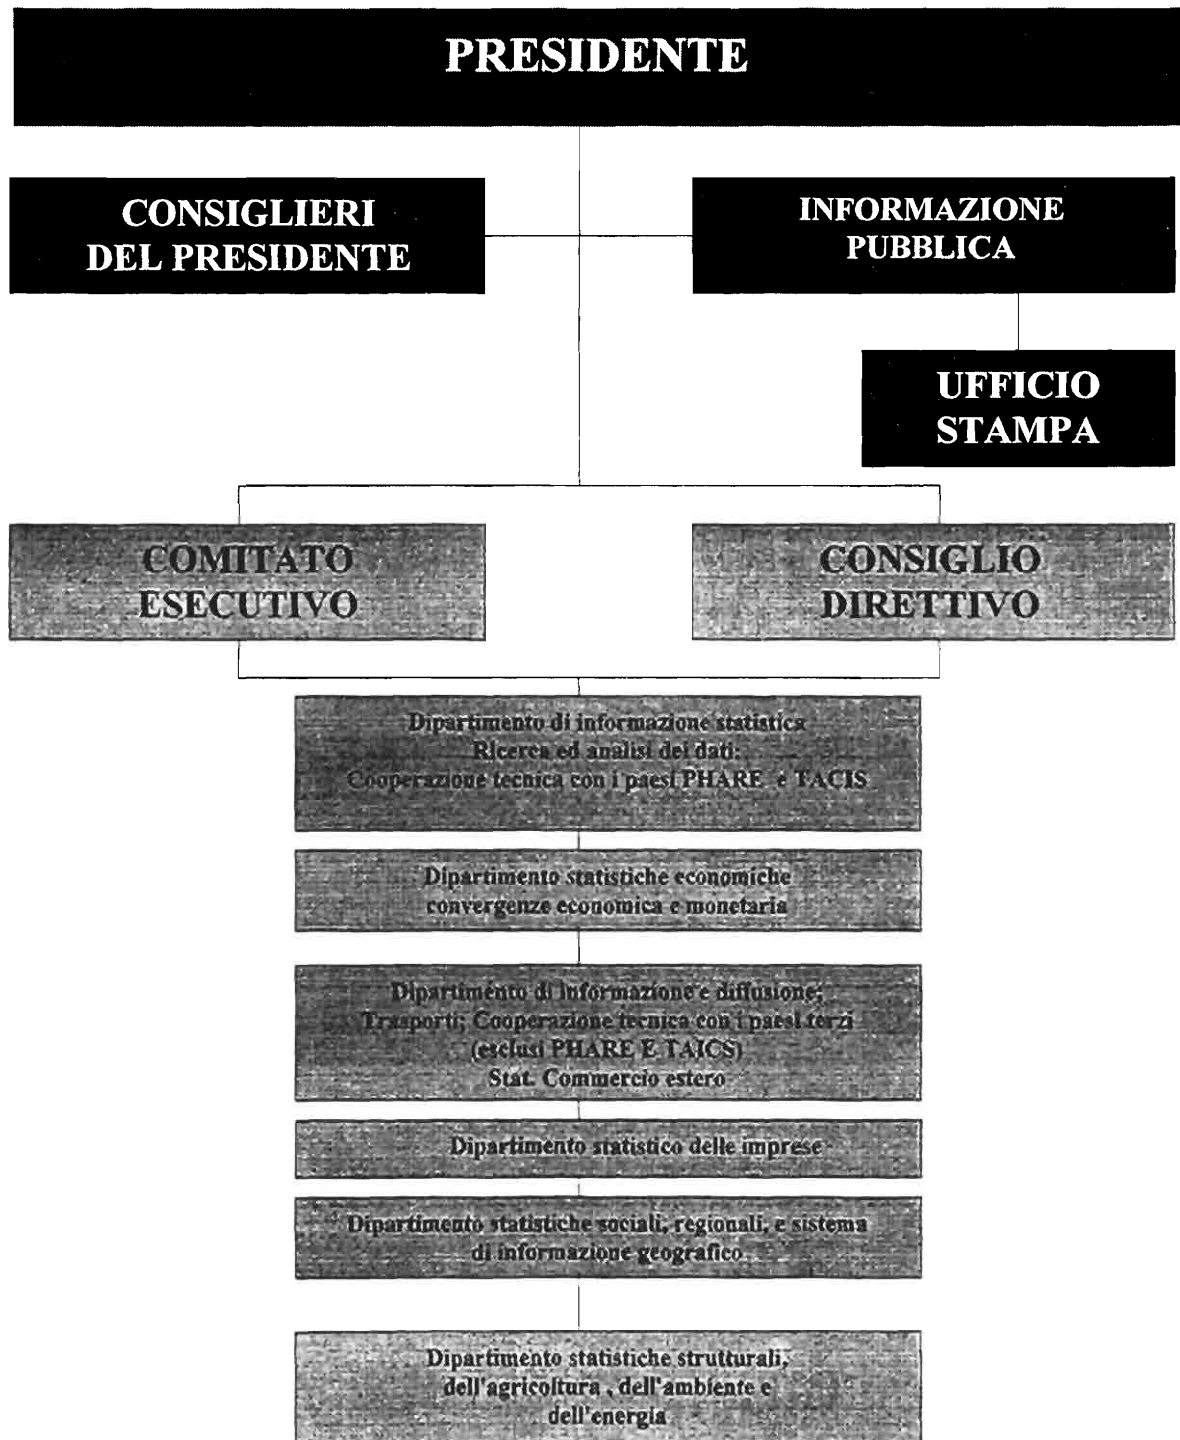 PRESIDENTE
CONSIGLIERI
DEL PRESIDENTE
INFORMAZIONE
PUBBLICA
UFFICIO
STAMPA
COMITATO
ESECUTIVO
CONSIGLIO
DIRETTIVO
Dipartimento di informazione statistica
Ricerca ed analisi dei dati:
Cooperazione tecnica con i paesi PHARE e TACIS
Dipartimento statistiche economiche
convergenze economica e monetaria
Dipartimento di informazione e diffusione;
Trasporti; Cooperazione tecnica con i paesi terzi
(esclusi PHARE E TAICS)
Stat. Commercio estero
Dipartimento statistico delle imprese
Dipartimento statistiche sociali, regionali, e sistema
di informazione geografico.
Dipartimento statistiche strutturali,
dell'agricoltura , dell'ambiente e
dell'energia